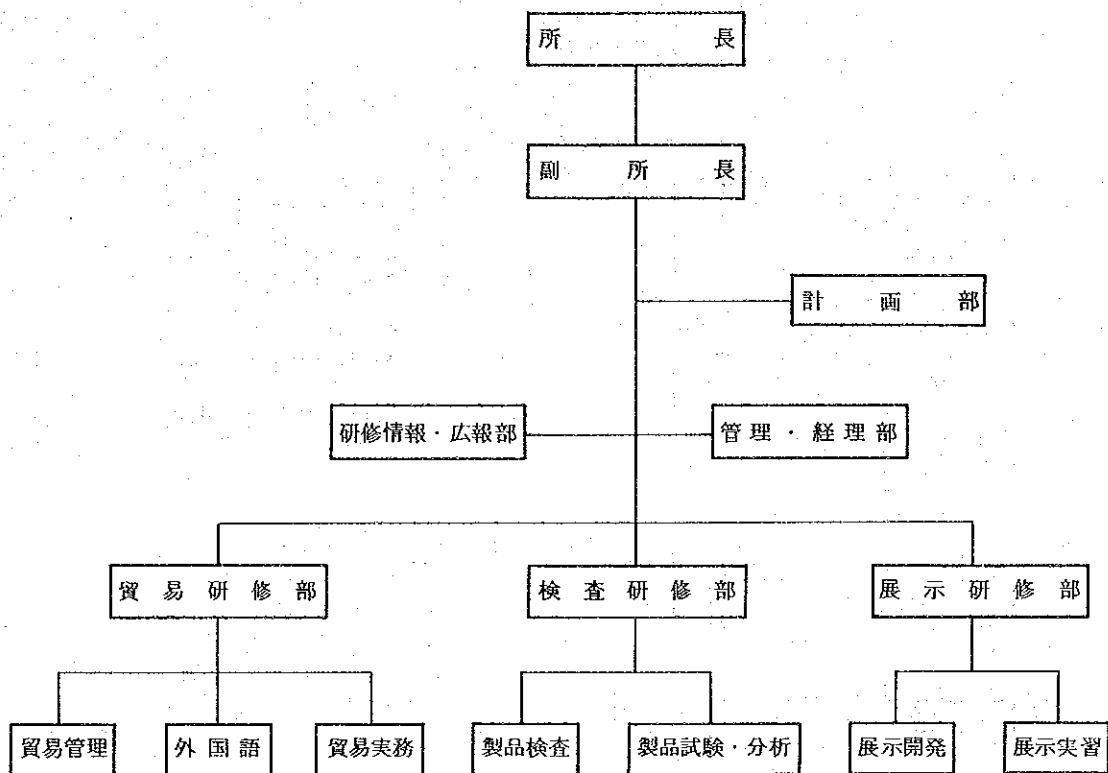 所長
副所長
計画部
研修情報・広報部
管理・経理部
貿易研修部
検査研修部
展示研修部
貿易管理
外国語
貿易実務
製品検査
製品試験・分析
展示開発
展示実習